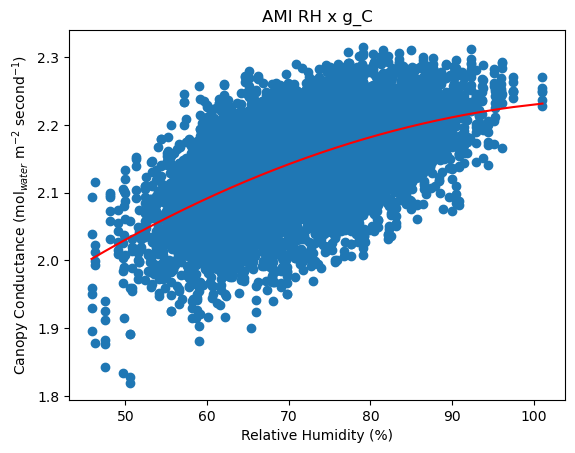 AMI RH x g_C
Canopy Conductance (mol_water m^−2 second^−1)
2.3
2.2
2.1
2.0
1.9
1.8
50 60 70 80 90 100
Relative Humidity (%)